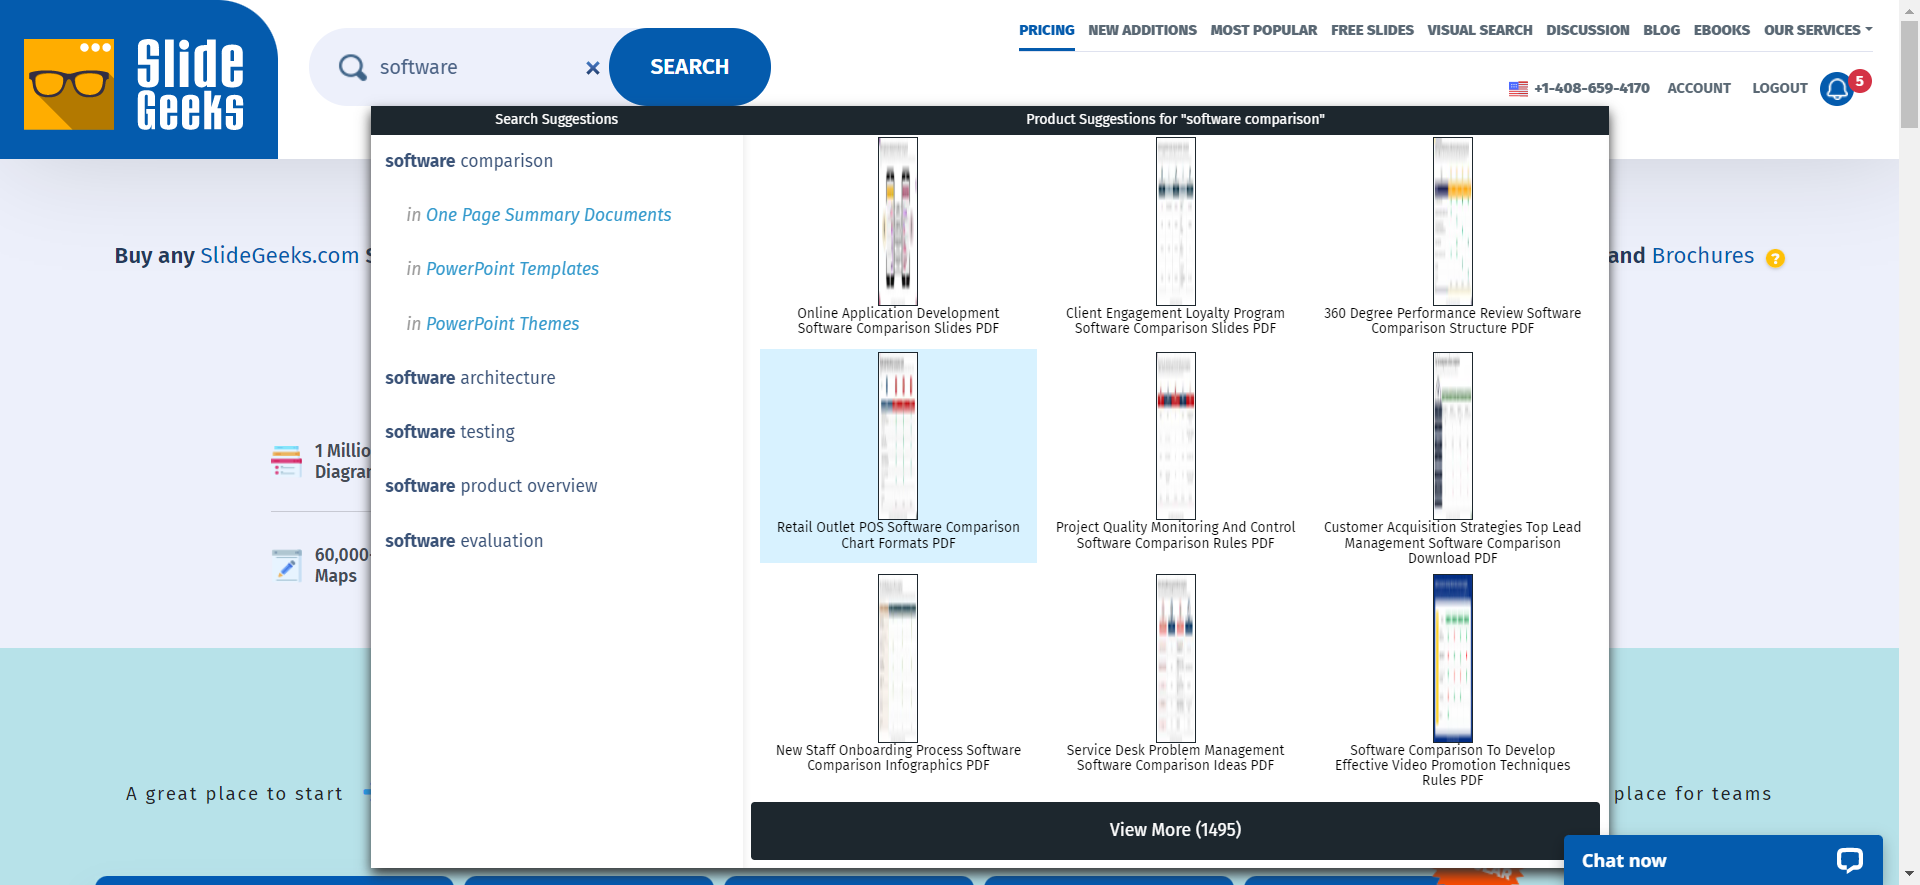 Slide
Geeks
software
SEARCH
PRICING
NEW ADDITIONS
MOST POPULAR
FREE SLIDES
VISUAL SEARCH
DISCUSSION
BLOG
EBOOKS
OUR SERVICES
+1-408-659-4170
ACCOUNT
LOGOUT
5
Search Suggestions
Product Suggestions for "software comparison"
software comparison
in One Page Summary Documents
in PowerPoint Templates
in PowerPoint Themes
software architecture
software testing
software product overview
software evaluation
Online Application Development
Software Comparison Slides PDF
Client Engagement Loyalty Program
Software Comparison Slides PDF
360 Degree Performance Review Software
Comparison Structure PDF
Retail Outlet POS Software Comparison
Chart Formats PDF
Project Quality Monitoring And Control
Software Comparison Rules PDF
Customer Acquisition Strategies Top Lead
Management Software Comparison
Download PDF
New Staff Onboarding Process Software
Comparison Infographics PDF
Service Desk Problem Management
Software Comparison Ideas PDF
Software Comparison To Develop
Effective Video Promotion Techniques
Rules PDF
View More (1495)
Buy any SlideGeeks.com
and Brochures ?
1 Millio
Diagra
60,000
Maps
A great place to start
place for teams
Chat now